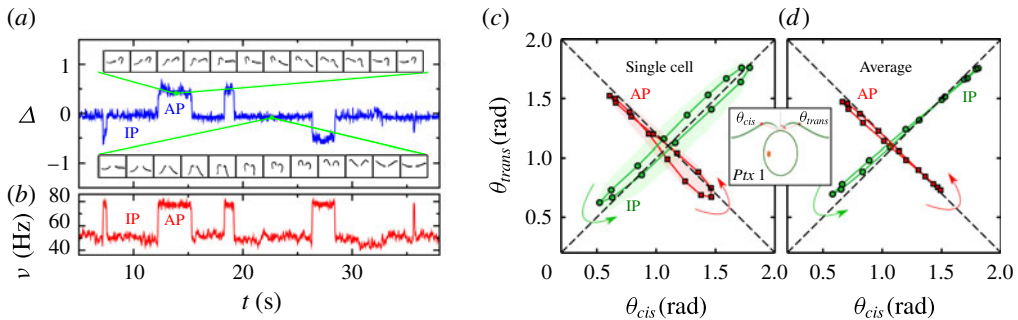 (a)
1
0
−1
Δ
AP
IP
(b)
80
60
40
ν (Hz)
IP
AP
10
20
30
t (s)
(c)
(d)
2.0
1.5
1.0
0.5
0
θtrans (rad)
Single cell
AP
IP
0.5
1.0
1.5
2.0
θcis (rad)
θcis
θtrans
Ptx 1
Average
AP
IP
0.5
1.0
1.5
2.0
θcis (rad)